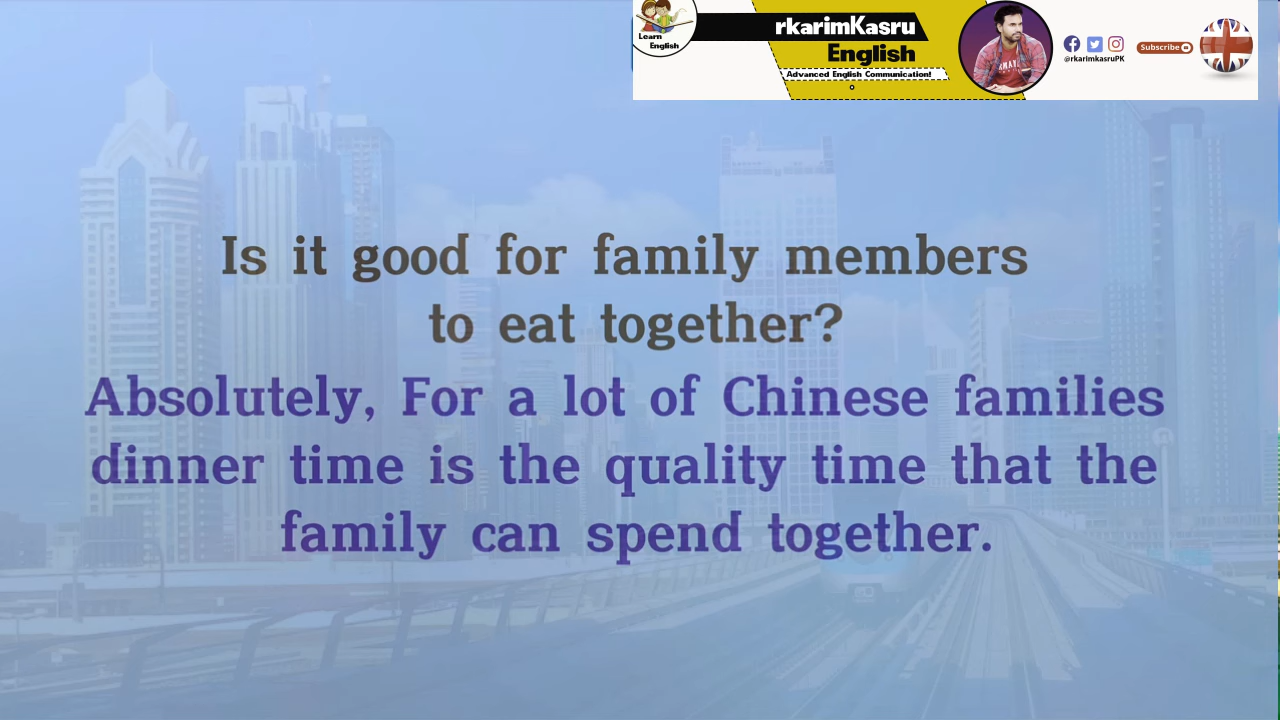 Learn
English
rkarimKasru
English
Advanced English Communication!
@rkarimkasruPK
Subscribe
Is it good for family members
to eat together?
Absolutely, For a lot of Chinese families
dinner time is the quality time that the
family can spend together.